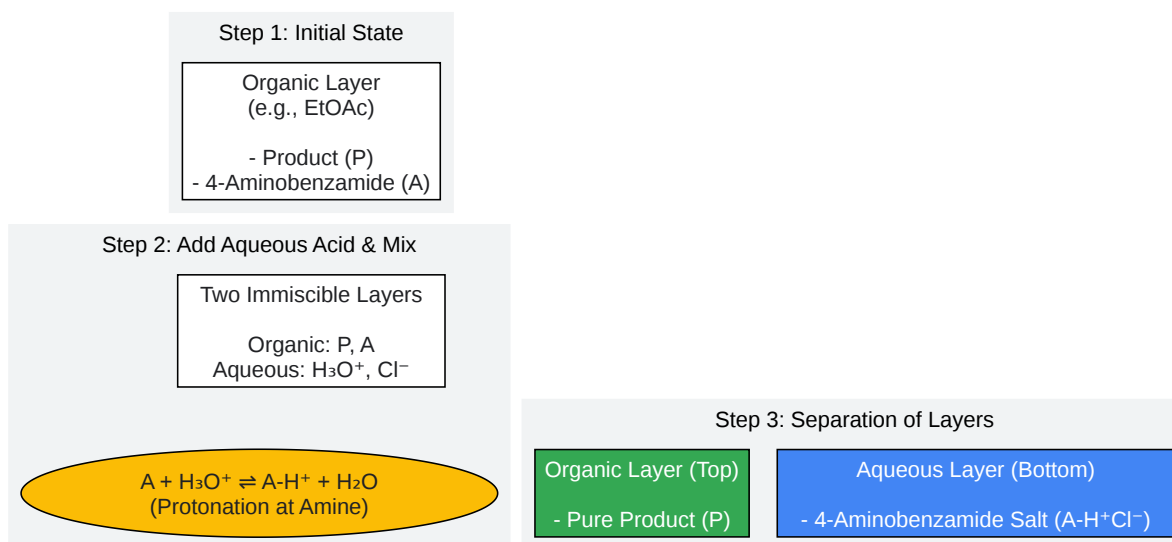 Step 1: Initial State
Organic Layer
(e.g., EtOAc)
- Product (P)
- 4-Aminobenzamide (A)
Step 2: Add Aqueous Acid & Mix
Two Immiscible Layers
Organic: P, A
Aqueous: H₃O⁺, Cl⁻
A + H₃O⁺ ⇌ A-H⁺ + H₂O
(Protonation at Amine)
Step 3: Separation of Layers
Organic Layer (Top)
- Pure Product (P)
Aqueous Layer (Bottom)
- 4-Aminobenzamide Salt (A-H⁺Cl⁻)